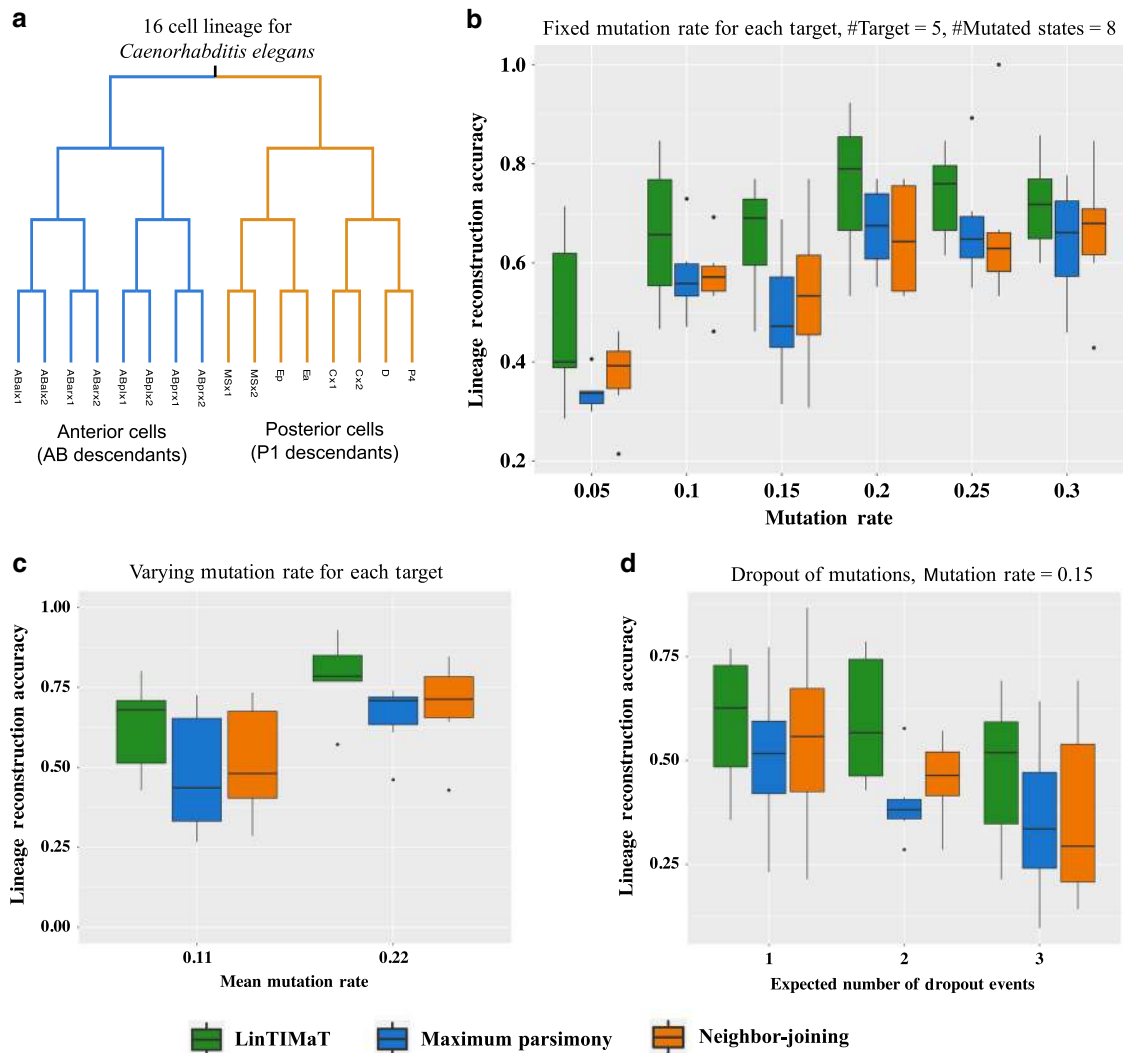 a
16 cell lineage for
Caenorhabditis elegans
ABalx1
ABalx2
ABarx1
ABarx2
ABplx1
ABplx2
ABprx1
ABprx2
MSx1
MSx2
Ep
Ea
Cx1
Cx2
D
P4
Anterior cells
(AB descendants)
Posterior cells
(P1 descendants)
b
Fixed mutation rate for each target, #Target = 5, #Mutated states = 8
Lineage reconstruction accuracy
1.0
0.8
0.6
0.4
0.2
0.05 0.1 0.15 0.2 0.25 0.3
Mutation rate
c
Varying mutation rate for each target
Lineage reconstruction accuracy
1.00
0.75
0.50
0.25
0.00
0.11 0.22
Mean mutation rate
d
Dropout of mutations, Mutation rate = 0.15
Lineage reconstruction accuracy
0.75
0.50
0.25
1 2 3
Expected number of dropout events
LinTIMaT Maximum parsimony Neighbor-joining